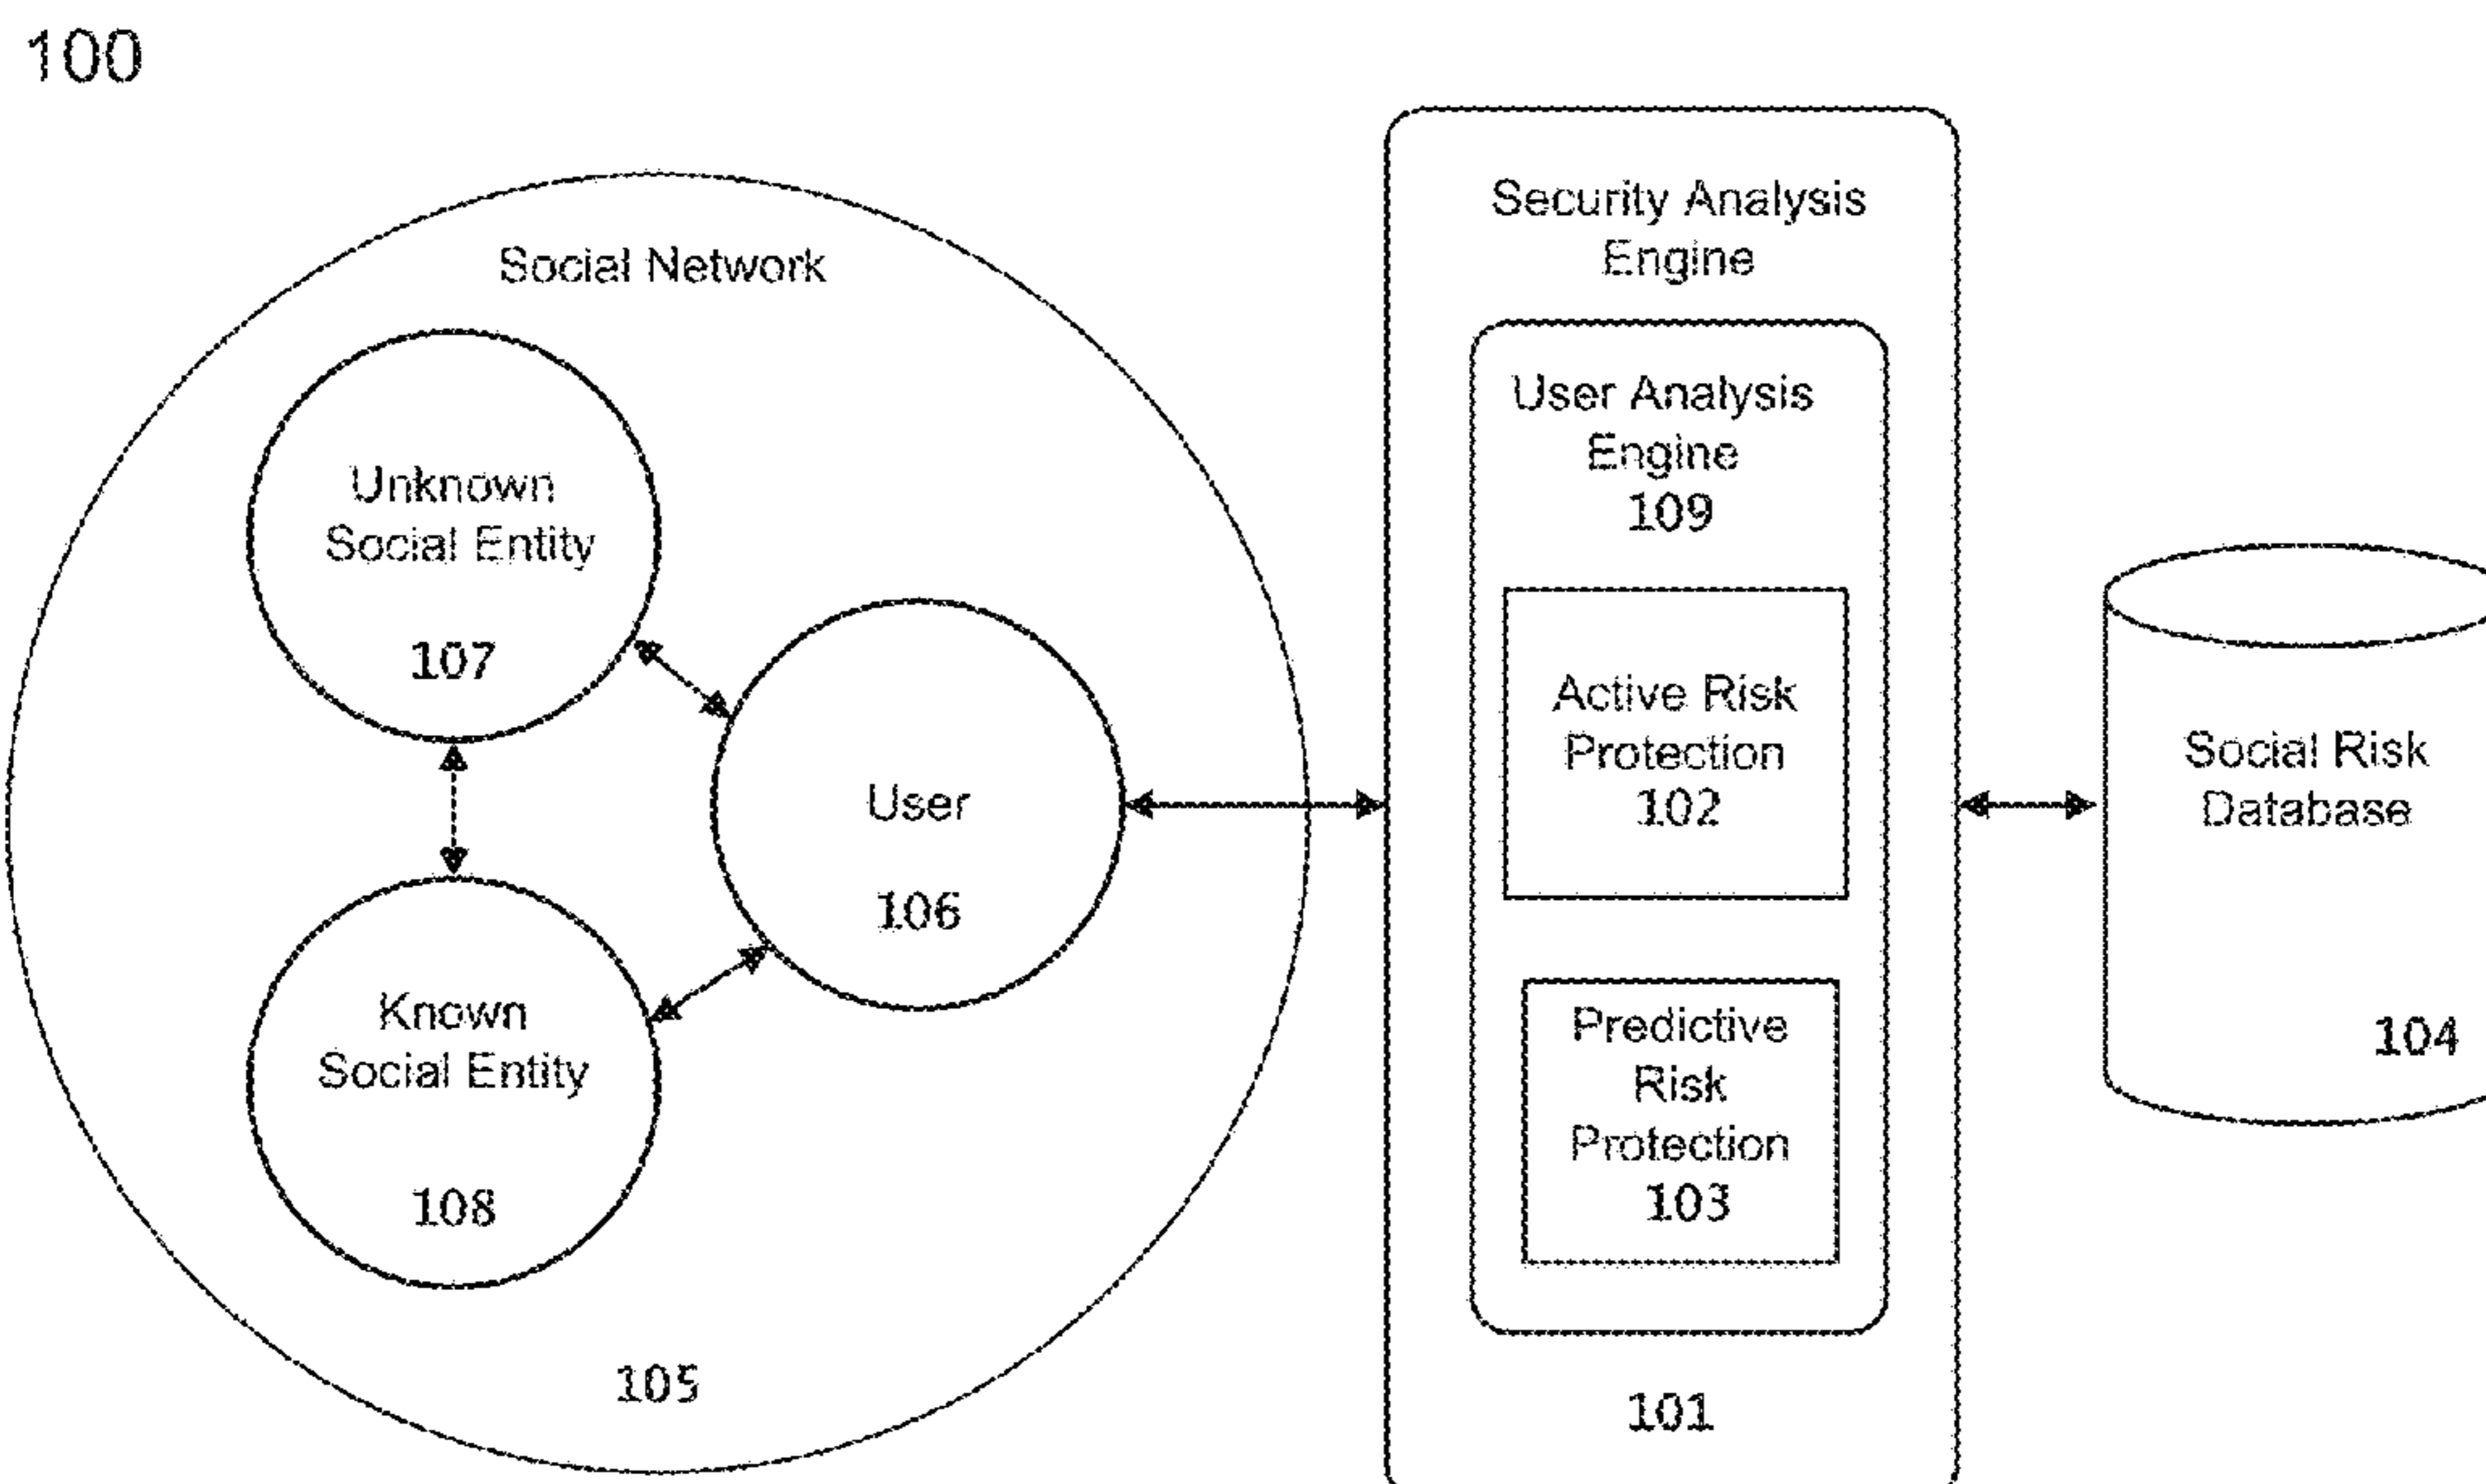 100
Social Network
Unknown
Social Entity
107
User
106
Known
Social Entity
108
105
Security Analysis
Engine
User Analysis
Engine
109
Active Risk
Protection
102
Predictive
Risk
Protection
103
101
Social Risk
Database
104